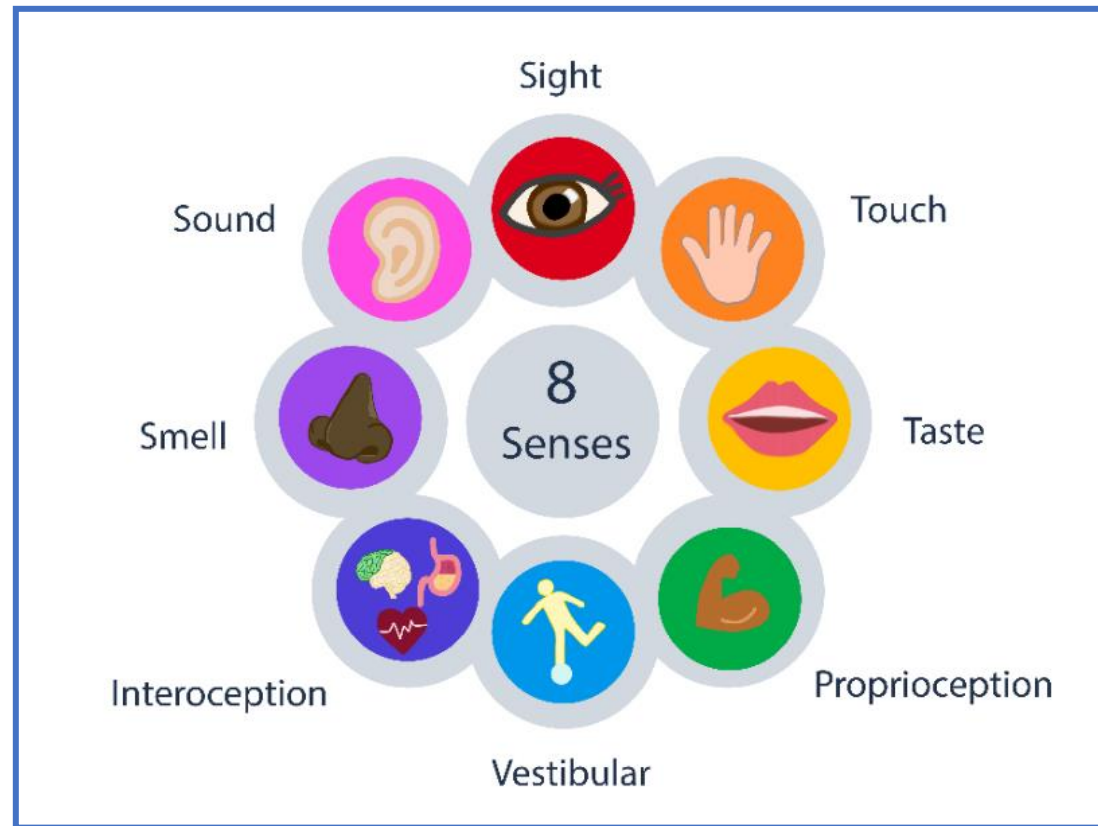 Sight
Touch
Taste
Proprioception
Vestibular
Interoception
Smell
Sound
8
Senses